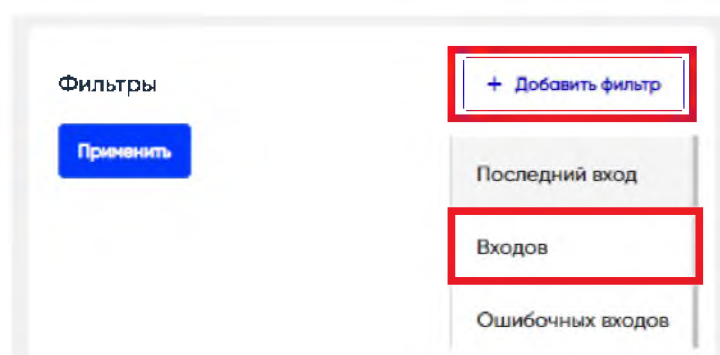 Фильтры
+ Добавить фильтр
Применить
Последний вход
Входов
Ошибочных входов